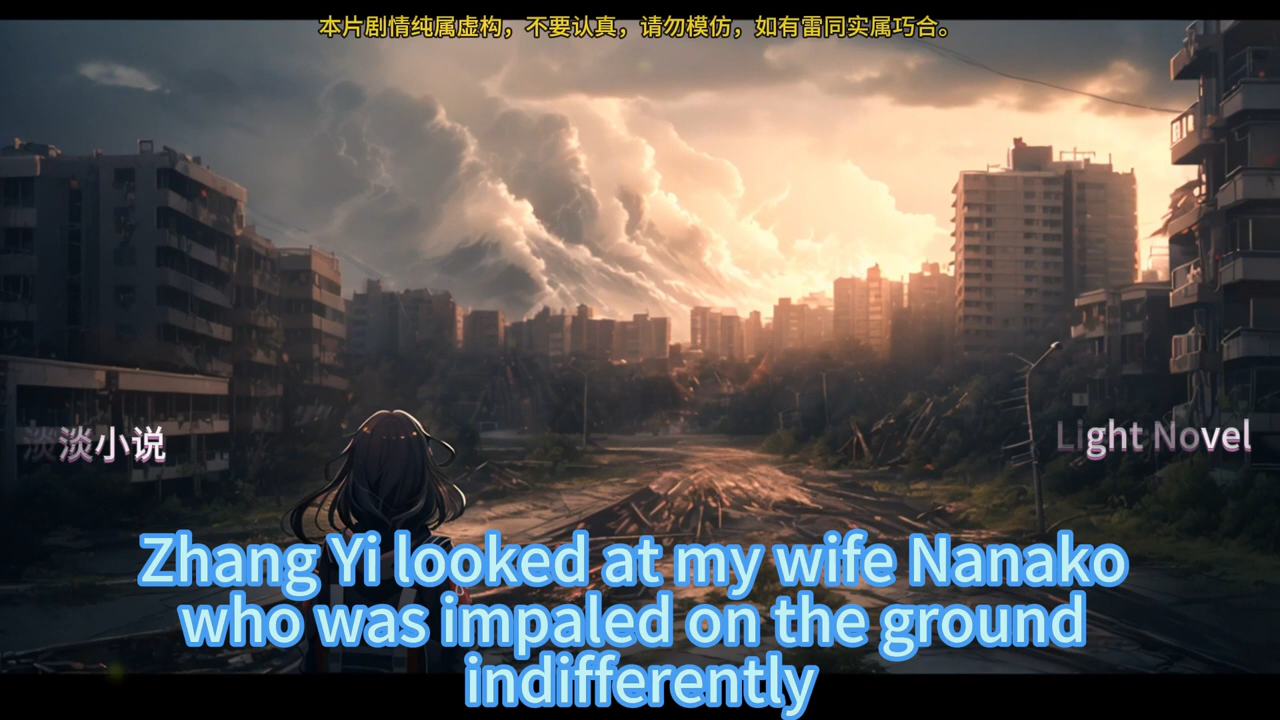 本片剧情纯属虚构，不要认真，请勿模仿，如有雷同实属巧合。
淡淡小说
Light Novel
Zhang Yi looked at my wife Nanako
who was impaled on the ground
indifferently